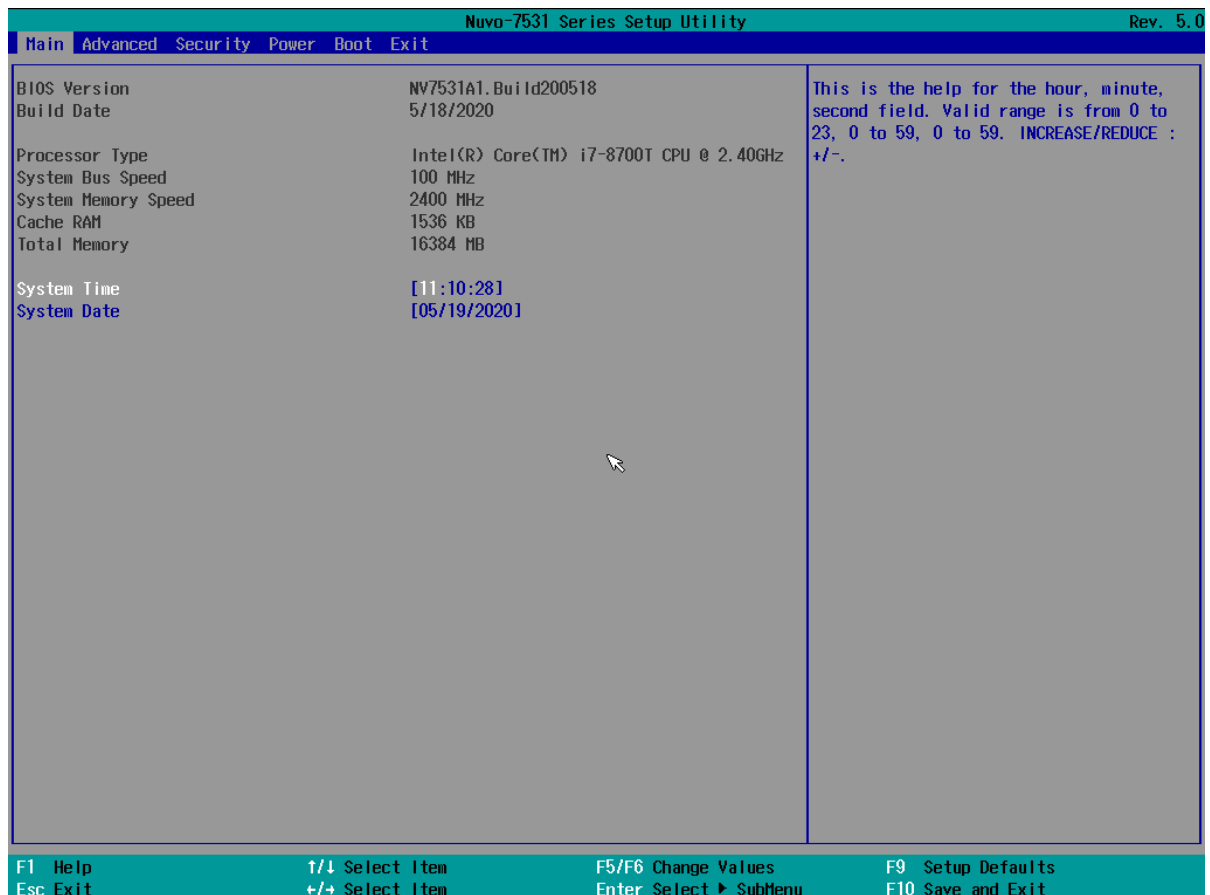 Nuvo-7531 Series Setup Utility Rev. 5.0
Main Advanced Security Power Boot Exit
BIOS Version NV7531A1.Build200518
Build Date 5/18/2020
Processor Type Intel(R) Core(TM) i7-8700T CPU @ 2.40GHz
System Bus Speed 100 MHz
System Memory Speed 2400 MHz
Cache RAM 1536 KB
Total Memory 16384 MB
System Time [11:10:28]
System Date [05/19/2020]
This is the help for the hour, minute,
second field. Valid range is from 0 to
23, 0 to 59, 0 to 59. INCREASE/REDUCE :
+/-.
F1 Help ↑/↓ Select Item F5/F6 Change Values F9 Setup Defaults
Esc Exit ←/→ Select Item Enter Select ▶ SubMenu F10 Save and Exit